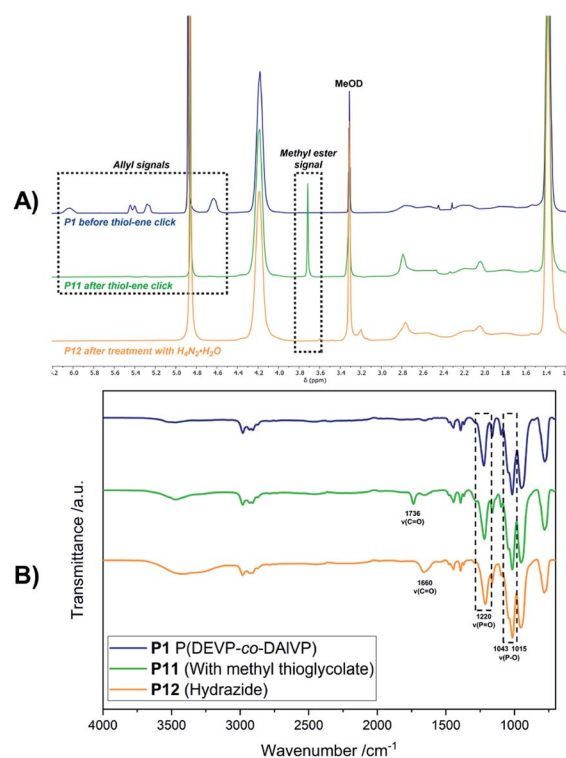 A)
MeOD
Allyl signals
Methyl ester
signal
P1 before thiol-ene click
P11 after thiol-ene click
P12 after treatment with H₄N₂•H₂O
6.2 6.0 5.8 5.6 5.4 5.2 5.0 4.8 4.6 4.4 4.2 4.0 3.8 3.6 3.4 3.2 3.0 2.8 2.6 2.4 2.2 2.0 1.8 1.6 1.4 1.2
δ (ppm)
B)
Transmittance /a.u.
1736
ν(C=O)
1660
ν(C=O)
1220
ν(P=O)
1043 1015
ν(P-O)
P1 P(DEVP-co-DAlVP)
P11 (With methyl thioglycolate)
P12 (Hydrazide)
4000 3500 3000 2500 2000 1500 1000
Wavenumber /cm⁻¹